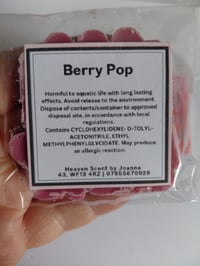 Berry Pop
Harmful to aquatic life with long lasting
effects. Avoid release to the environment.
Dispose of contents/container to approved
disposal site, in accordance with local
regulations.
Contains CYCLOHEXYLIDENE- O-TOLYL-
ACETONITRILE, ETHYL
METHYLPHENYLGLYCIDATE. May produce
an allergic reaction.
Heaven Scent by Joanne
43, WF13 4RZ | 07955670928